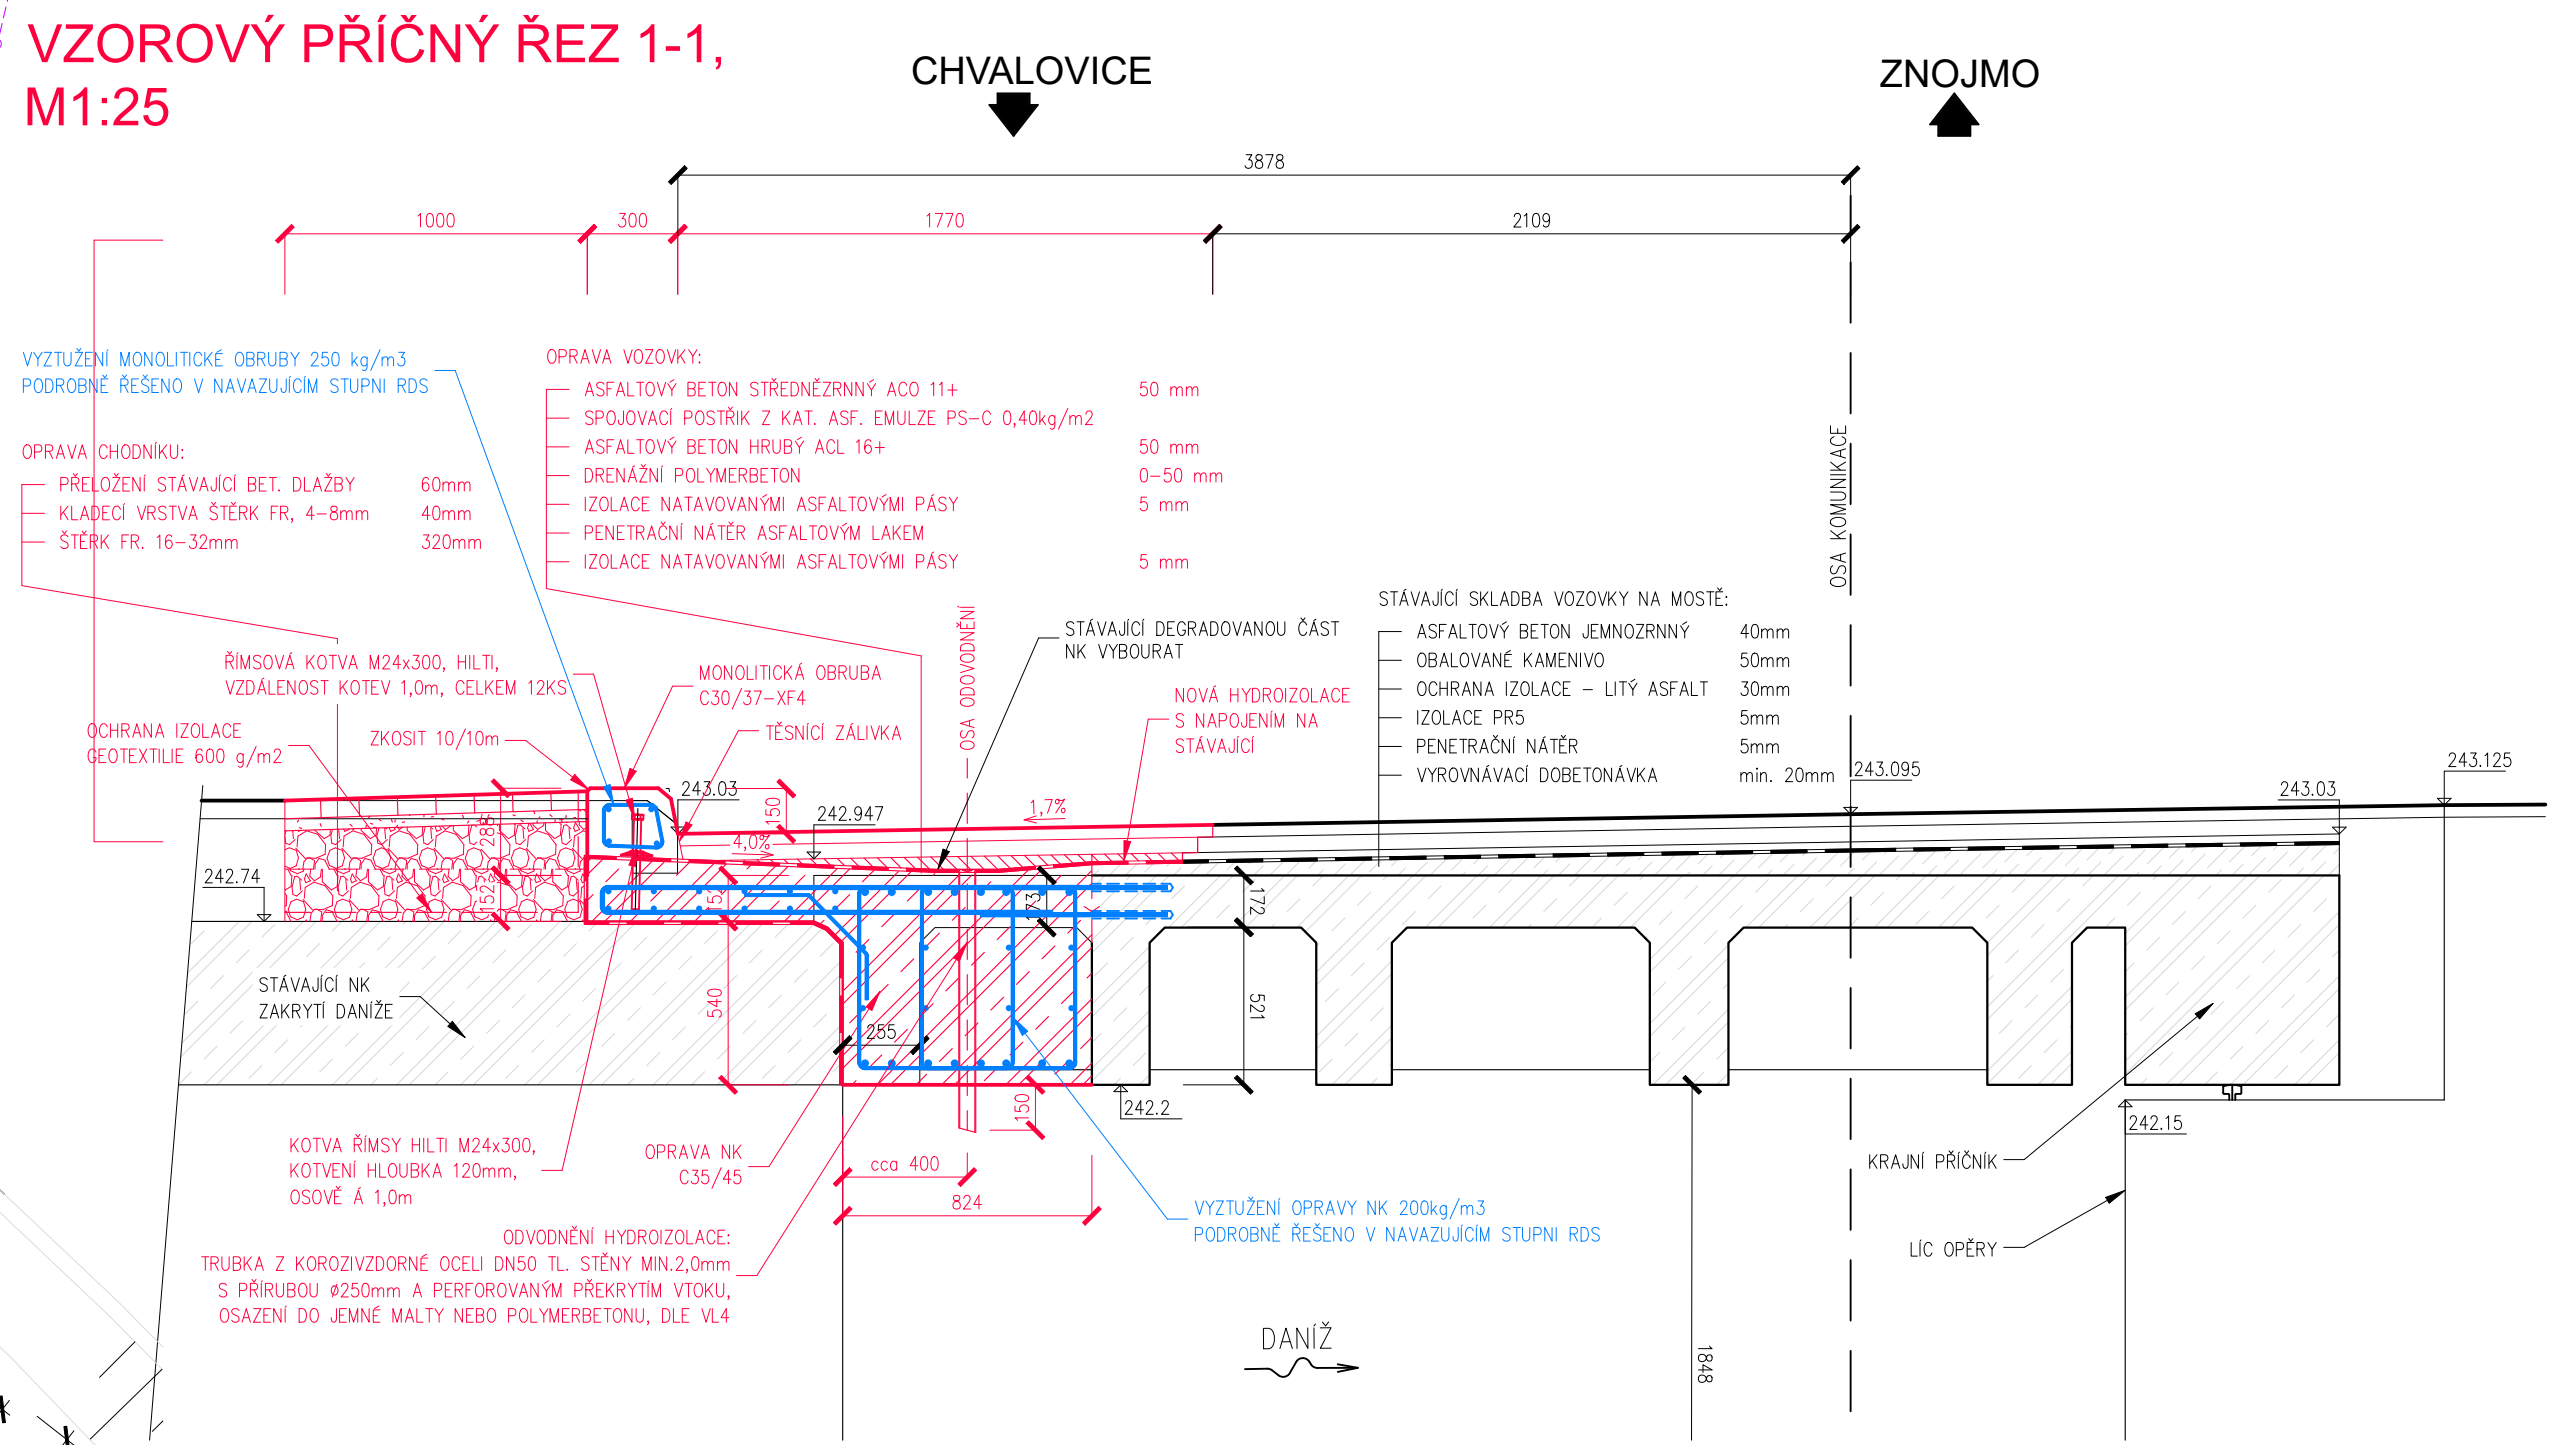 VZOROVÝ PŘÍČNÝ ŘEZ 1-1,
M1:25
CHVALOVICE
ZNOJMO
3878
1000
300
1770
2109
VYZTUŽENÍ MONOLITICKÉ OBRUBY 250 kg/m3
PODROBNĚ ŘEŠENO V NAVAZUJÍCÍM STUPNI RDS
OPRAVA CHODNÍKU:
PŘELOŽENÍ STÁVAJÍCÍ BET. DLAŽBY 60mm
KLADECÍ VRSTVA ŠTĚRK FR, 4-8mm 40mm
ŠTĚRK FR. 16-32mm 320mm
OPRAVA VOZOVKY:
ASFALTOVÝ BETON STŘEDNĚZRNNÝ ACO 11+ 50 mm
SPOJOVACÍ POSTŘIK Z KAT. ASF. EMULZE PS-C 0,40kg/m2
ASFALTOVÝ BETON HRUBÝ ACL 16+ 50 mm
DRENÁŽNÍ POLYMERBETON 0-50 mm
IZOLACE NATAVOVANÝMI ASFALTOVÝMI PÁSY 5 mm
PENETRAČNÍ NÁTĚR ASFALTOVÝM LAKEM
IZOLACE NATAVOVANÝMI ASFALTOVÝMI PÁSY 5 mm
OSA KOMUNIKACE
STÁVAJÍCÍ SKLADBA VOZOVKY NA MOSTĚ:
ASFALTOVÝ BETON JEMNOZRNNÝ 40mm
OBALOVANÉ KAMENIVO 50mm
OCHRANA IZOLACE - LITÝ ASFALT 30mm
IZOLACE PR5 5mm
PENETRAČNÍ NÁTĚR 5mm
VYROVNÁVACÍ DOBETONÁVKA min. 20mm
ŘÍMSOVÁ KOTVA M24x300, HILTI,
VZDÁLENOST KOTEV 1,0m, CELKEM 12KS
MONOLITICKÁ OBRUBA
C30/37-XF4
OSA ODOVODNĚNÍ
STÁVAJÍCÍ DEGRADOVANOU ČÁST
NK VYBOURAT
NOVÁ HYDROIZOLACE
S NAPOJENÍM NA
STÁVAJÍCÍ
OCHRANA IZOLACE
GEOTEXTILIE 600 g/m2
ZKOSIT 10/10m
TĚSNÍCÍ ZÁLIVKA
243.03
150
242.947
1,7%
4,0%
243.095
243.125
243.03
242.74
286
152
152
173
172
540
255
521
STÁVAJÍCÍ NK
ZAKRYTÍ DANÍŽE
150
242.2
242.15
KOTVA ŘÍMSY HILTI M24x300,
KOTVENÍ HLOUBKA 120mm,
OSOVĚ Á 1,0m
OPRAVA NK
C35/45
cca 400
824
KRAJNÍ PŘÍČNÍK
LÍC OPĚRY
VYZTUŽENÍ OPRAVY NK 200kg/m3
PODROBNĚ ŘEŠENO V NAVAZUJÍCÍM STUPNI RDS
ODVODNĚNÍ HYDROIZOLACE:
TRUBKA Z KOROZIVZDORNÉ OCELI DN50 TL. STĚNY MIN.2,0mm
S PŘÍRUBOU ø250mm A PERFOROVANÝM PŘEKRYTÍM VTOKU,
OSAZENÍ DO JEMNÉ MALTY NEBO POLYMERBETONU, DLE VL4
DANÍŽ
1848